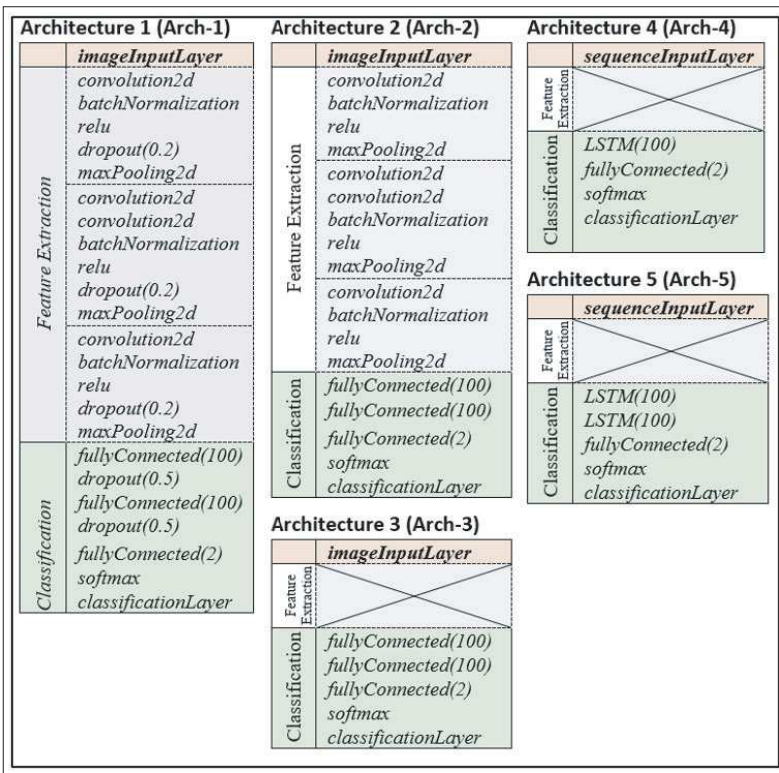 Architecture 1 (Arch-1)
imageInputLayer
Feature Extraction
convolution2d
batchNormalization
relu
dropout(0.2)
maxPooling2d
convolution2d
convolution2d
batchNormalization
relu
dropout(0.2)
maxPooling2d
convolution2d
batchNormalization
relu
dropout(0.2)
maxPooling2d
Classification
fullyConnected(100)
dropout(0.5)
fullyConnected(100)
dropout(0.5)
fullyConnected(2)
softmax
classificationLayer
Architecture 2 (Arch-2)
imageInputLayer
Feature Extraction
convolution2d
batchNormalization
relu
maxPooling2d
convolution2d
convolution2d
batchNormalization
relu
maxPooling2d
convolution2d
batchNormalization
relu
maxPooling2d
Classification
fullyConnected(100)
fullyConnected(100)
fullyConnected(2)
softmax
classificationLayer
Architecture 3 (Arch-3)
imageInputLayer
Feature
Extraction
Classification
fullyConnected(100)
fullyConnected(100)
fullyConnected(2)
softmax
classificationLayer
Architecture 4 (Arch-4)
sequenceInputLayer
Feature
Extraction
Classification
LSTM(100)
fullyConnected(2)
softmax
classificationLayer
Architecture 5 (Arch-5)
sequenceInputLayer
Feature
Extraction
Classification
LSTM(100)
LSTM(100)
fullyConnected(2)
softmax
classificationLayer